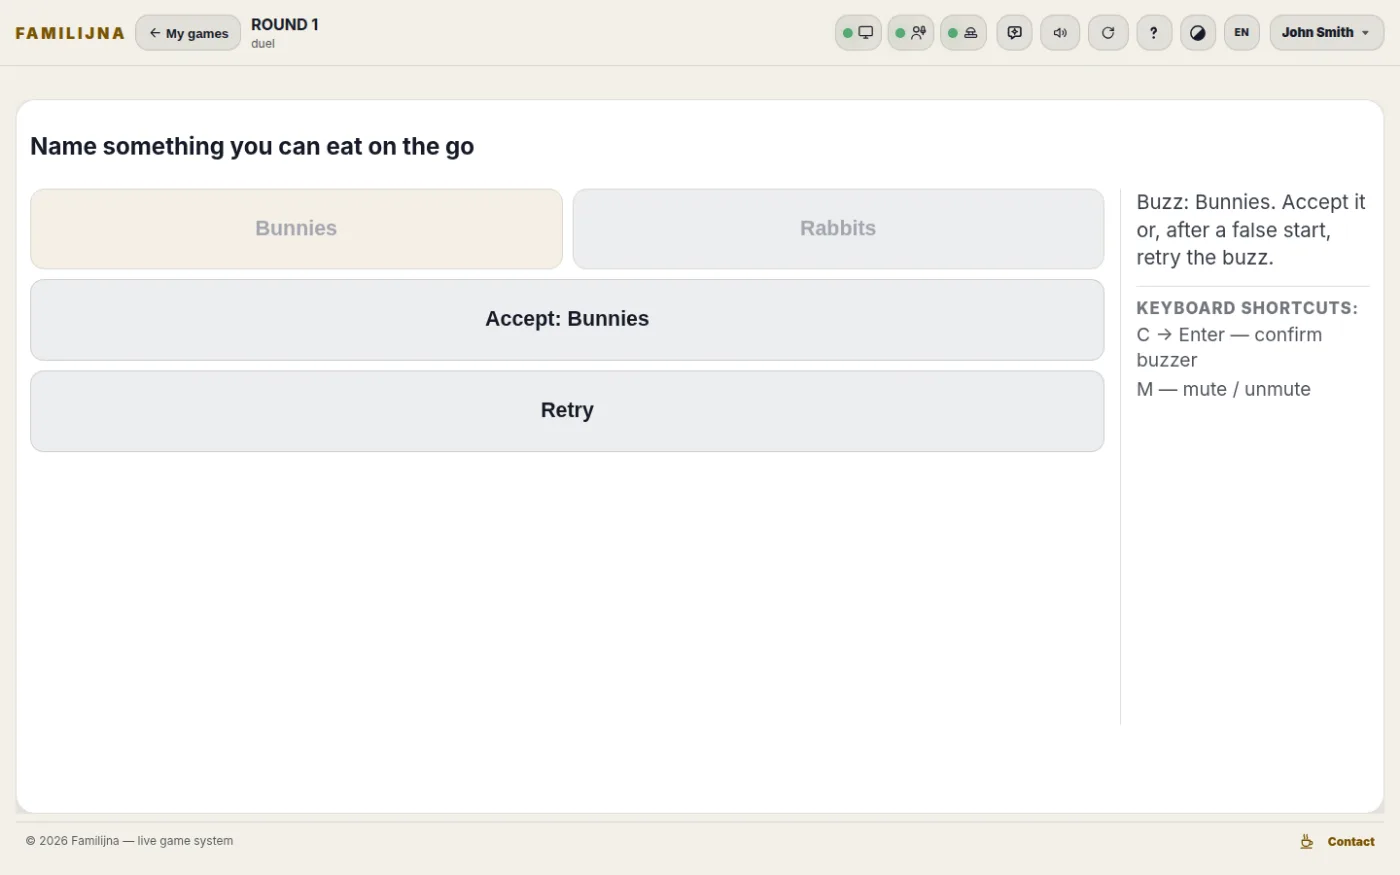 FAMILIJNA
← My games
ROUND 1
duel
?
EN
John Smith
Name something you can eat on the go
Bunnies
Rabbits
Accept: Bunnies
Retry
Buzz: Bunnies. Accept it
or, after a false start,
retry the buzz.
KEYBOARD SHORTCUTS:
C → Enter — confirm
buzzer
M — mute / unmute
© 2026 Familijna — live game system
Contact